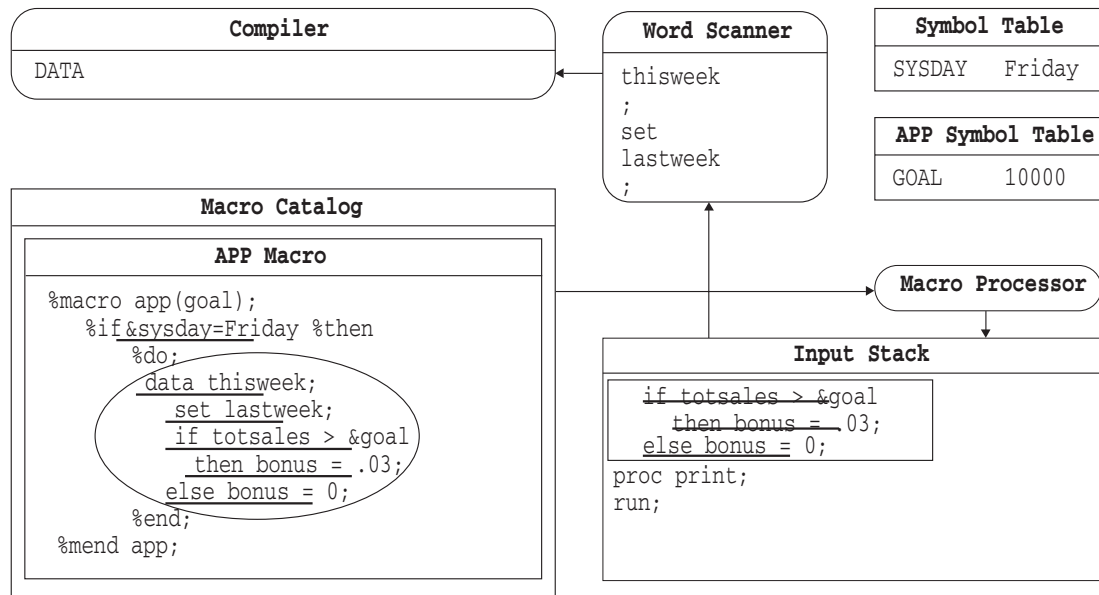 Compiler
DATA
Word Scanner
thisweek
;
set
lastweek
;
Symbol Table
SYSDAY Friday
APP Symbol Table
GOAL 10000
Macro Catalog
APP Macro
%macro app(goal);
%if &sysday=Friday %then
%do;
data thisweek;
set lastweek;
if totsales > &goal
then bonus = .03;
else bonus = 0;
%end;
%mend app;
Macro Processor
Input Stack
if totsales > &goal
then bonus = .03;
else bonus = 0;
proc print;
run;